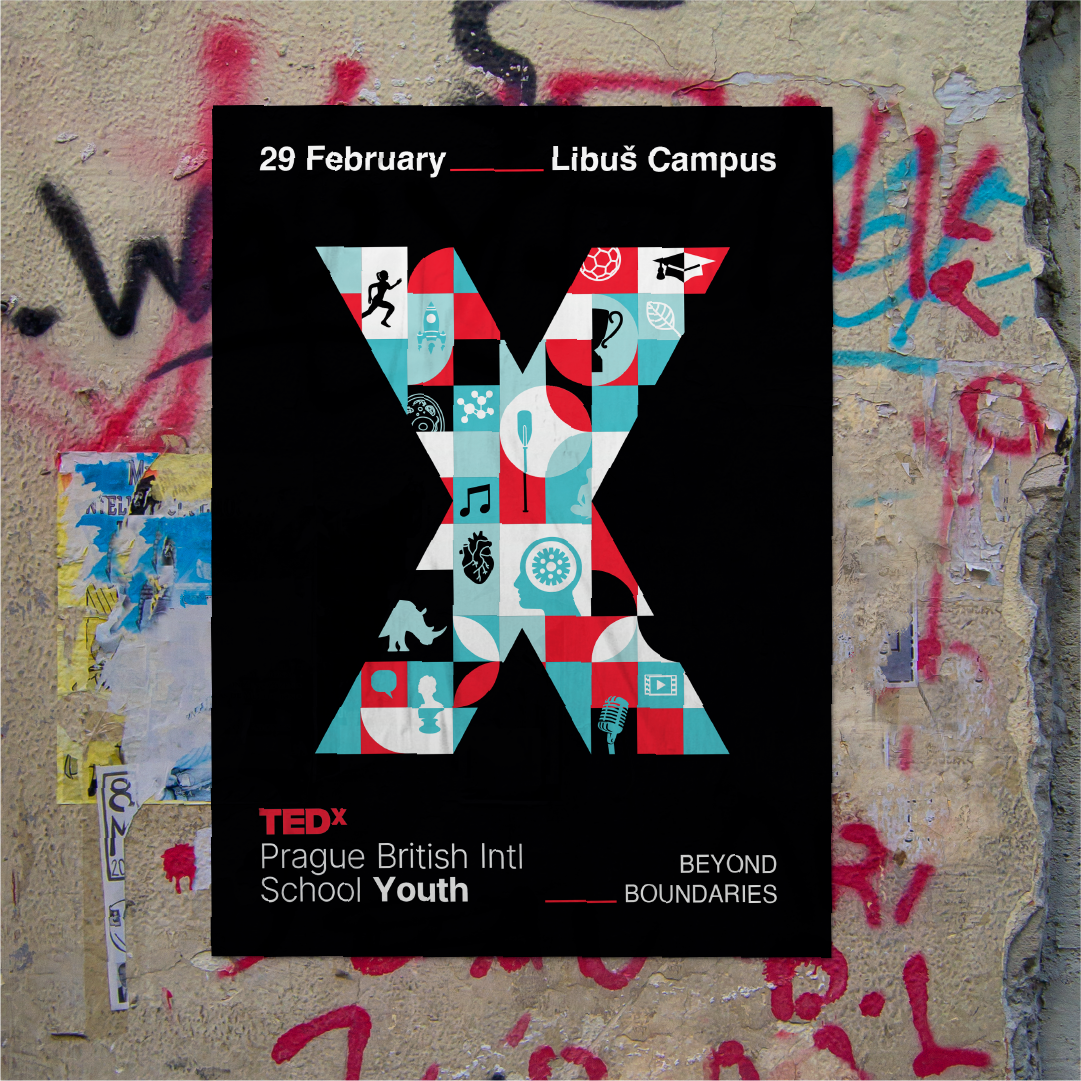 29 February Libuš Campus
TEDx
Prague British Intl
School Youth
BEYOND
BOUNDARIES